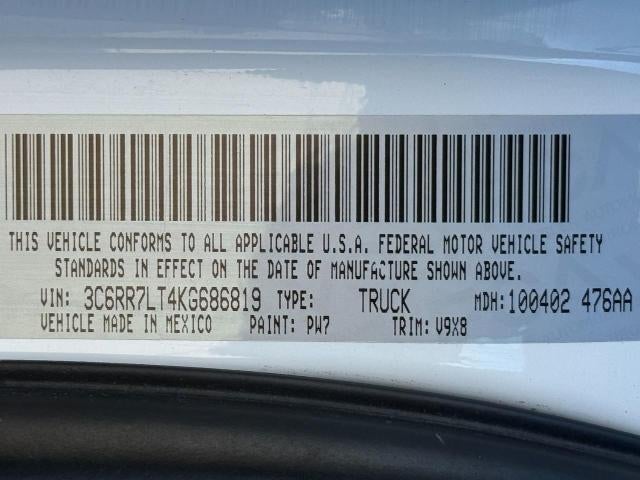 THIS VEHICLE CONFORMS TO ALL APPLICABLE U.S.A. FEDERAL MOTOR VEHICLE SAFETY
STANDARDS IN EFFECT ON THE DATE OF MANUFACTURE SHOWN ABOVE.
VIN: 3C6RR7LT4KG686819 TYPE: TRUCK MDH:100402 476AA
VEHICLE MADE IN MEXICO PAINT: PW7 TRIM: V9X8